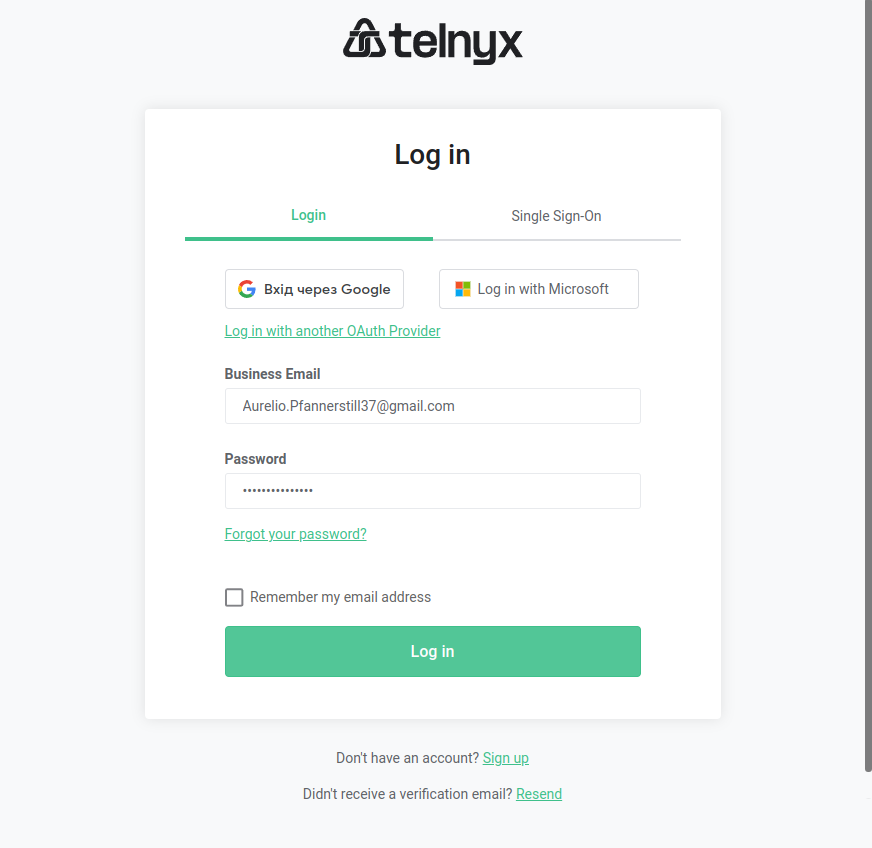 telnyx
Log in
Login
Single Sign-On
Вхід через Google
Log in with Microsoft
Log in with another OAuth Provider
Business Email
Aurelio.Pfannerstill37@gmail.com
Password
•••••••••••••••
Forgot your password?
Remember my email address
Log in
Don't have an account? Sign up
Didn't receive a verification email? Resend